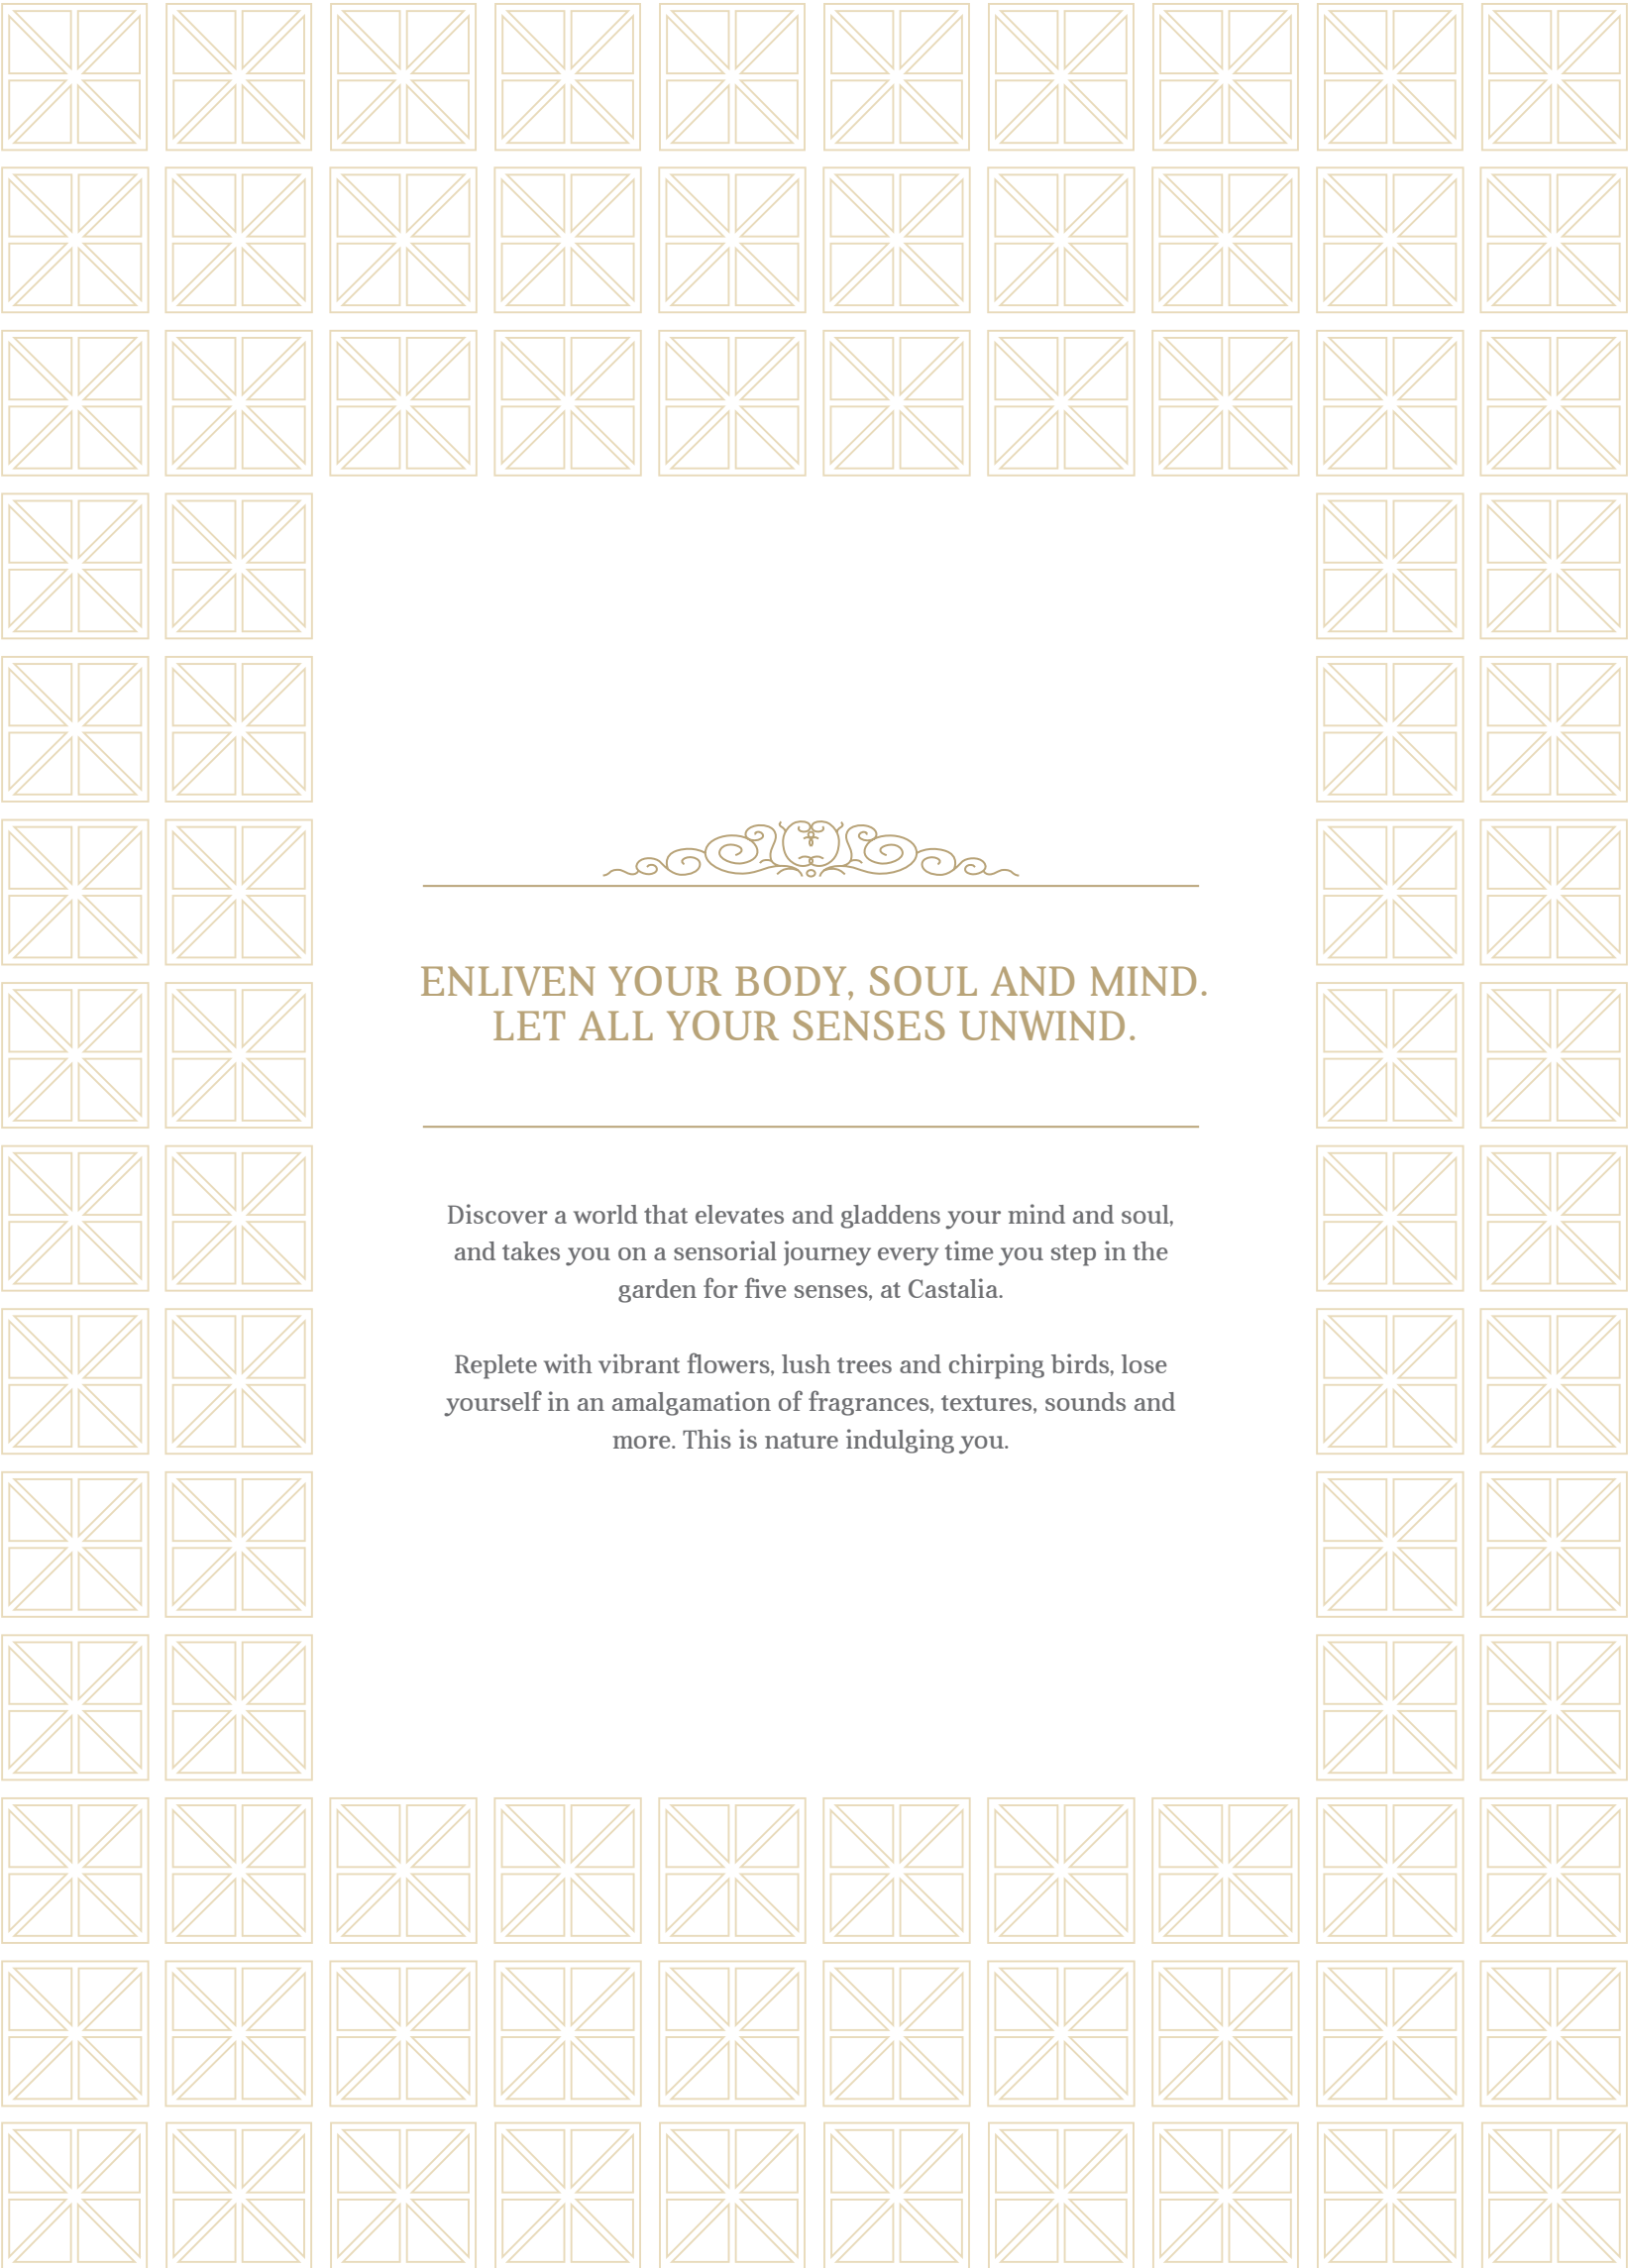 ENLIVEN YOUR BODY, SOUL AND MIND.
LET ALL YOUR SENSES UNWIND.
Discover a world that elevates and gladdens your mind and soul,
and takes you on a sensorial journey every time you step in the
garden for five senses, at Castalia.
Replete with vibrant flowers, lush trees and chirping birds, lose
yourself in an amalgamation of fragrances, textures, sounds and
more. This is nature indulging you.